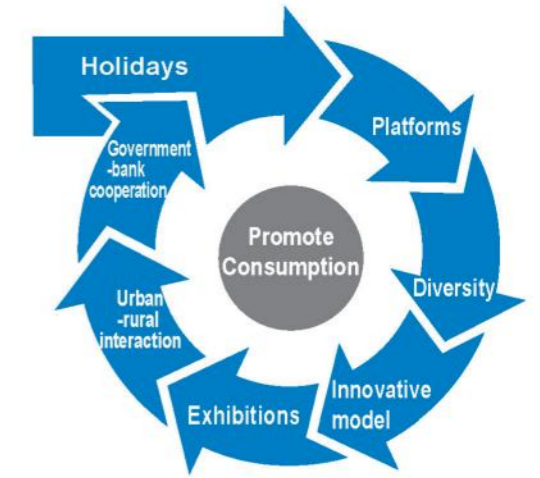 Holidays
Platforms
Diversity
Innovative
model
Exhibitions
Urban
-rural
interaction
Government
-bank
cooperation
Promote
Consumption